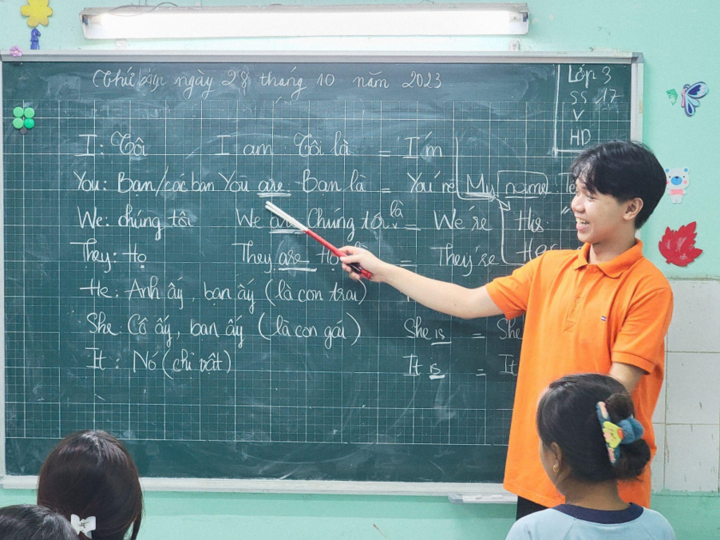 Thứ bảy ngày 28 tháng 10 năm 2023
Lớp 3
SS 17
V
HD
I: Tôi I am Tôi là = I'm
You: Bạn/các bạn You are Bạn là = You're My name
We: chúng tôi We are Chúng tôi là = We're His
They: Họ They are Họ = They're Her
He: Anh ấy, bạn ấy (là con trai)
She: Cô ấy, bạn ấy (là con gái) She is = She
It: Nó (chỉ vật) It is = It